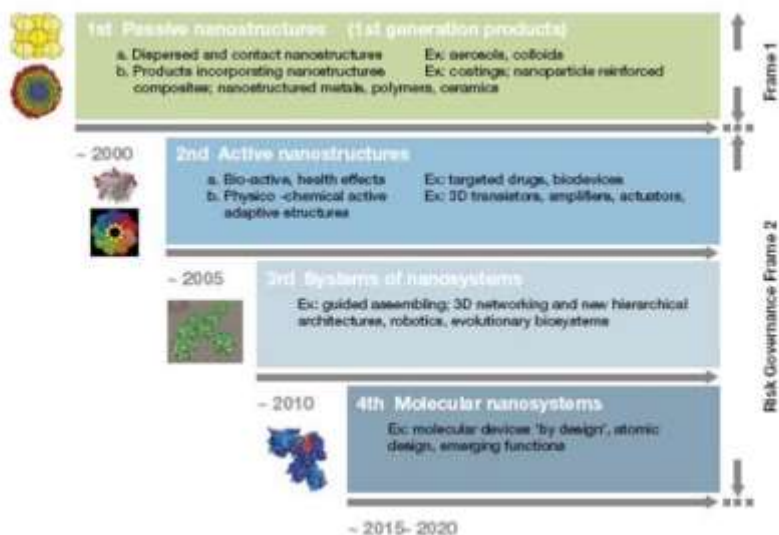 1st Passive nanostructures (1st generation products)
a. Dispersed and contact nanostructures Ex: aerosols, colloids
b. Products incorporating nanostructures Ex: coatings; nanoparticle reinforced
composites; nanostructured metals, polymers, ceramics
Frame 1
~ 2000
2nd Active nanostructures
a. Bio-active, health effects Ex: targeted drugs, biodevices
b. Physico -chemical active Ex: 3D transistors, amplifiers, actuators,
adaptive structures
~ 2005
3rd Systems of nanosystems
Ex: guided assembling; 3D networking and new hierarchical
architectures, robotics, evolutionary biosystems
~ 2010
4th Molecular nanosystems
Ex: molecular devices 'by design', atomic
design, emerging functions
~ 2015- 2020
Risk Governance Frame 2